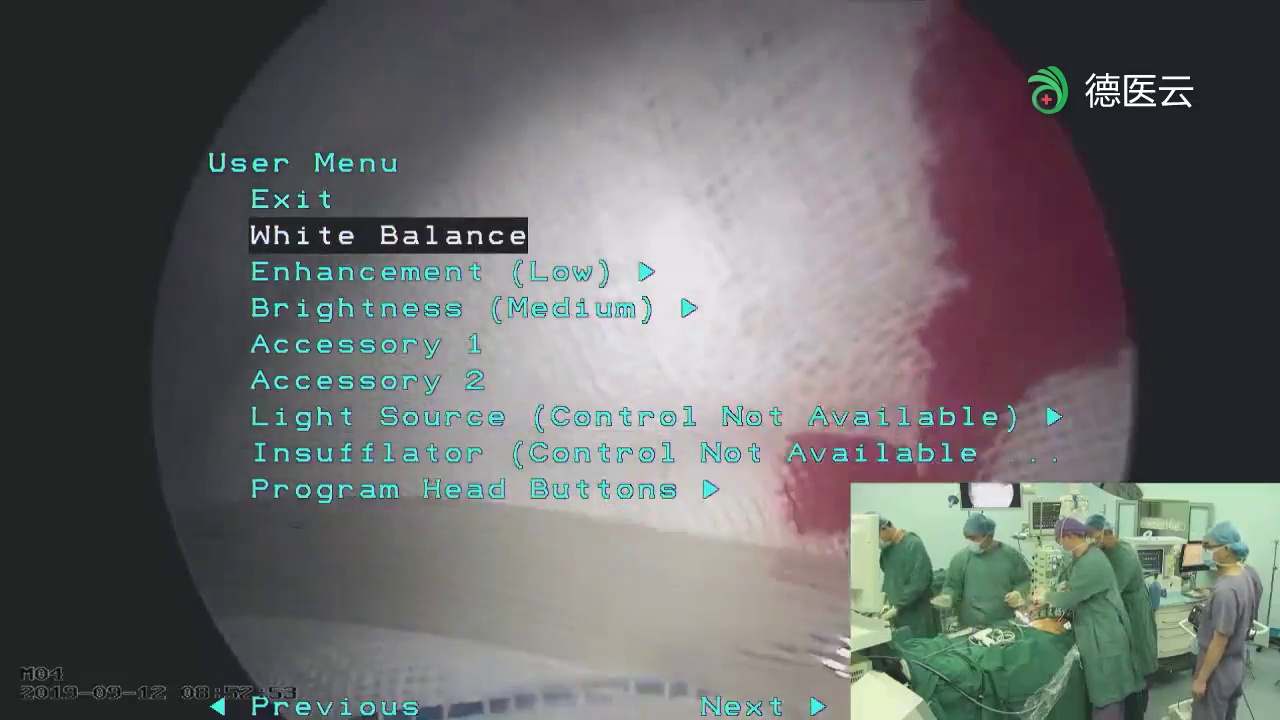 德医云
User Menu
Exit
White Balance
Enhancement (Low) ▶
Brightness (Medium) ▶
Accessory 1
Accessory 2
Light Source (Control Not Available) ▶
Insufflator (Control Not Available ...
Program Head Buttons ▶
M04
2019-09-12 08:52:53
◀ Previous
Next ▶